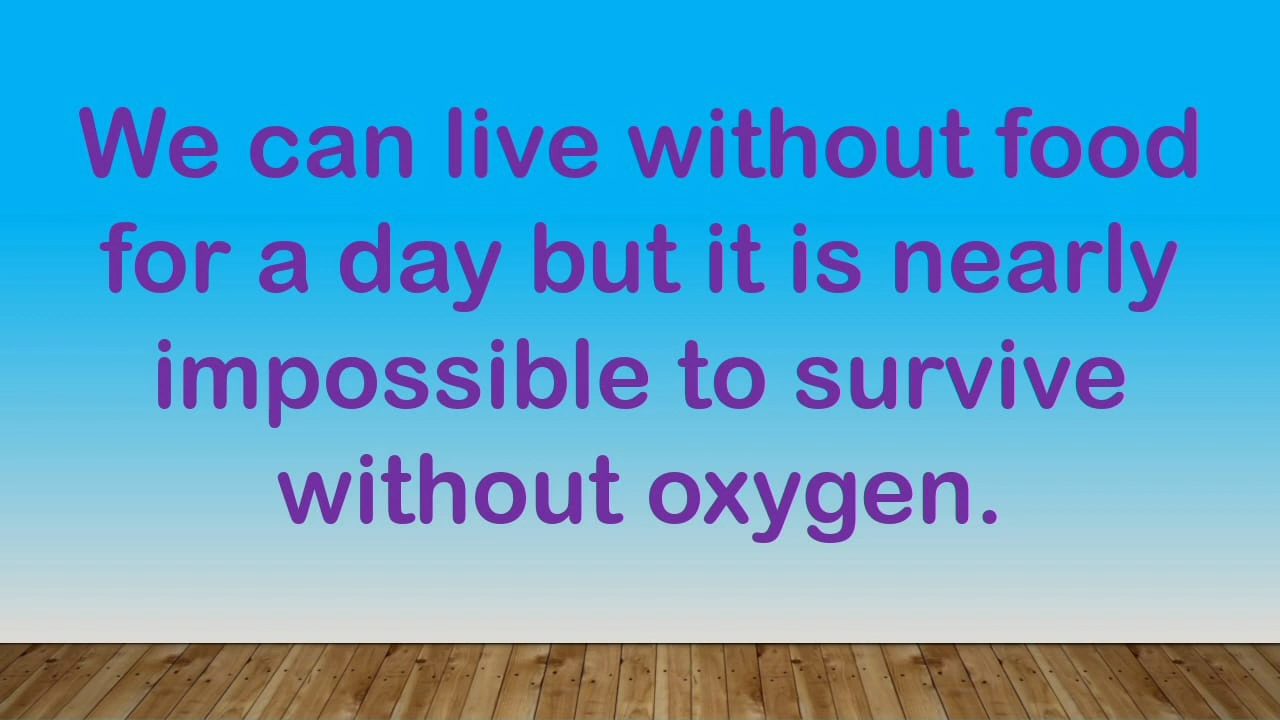 We can live without food
for a day but it is nearly
impossible to survive
without oxygen.